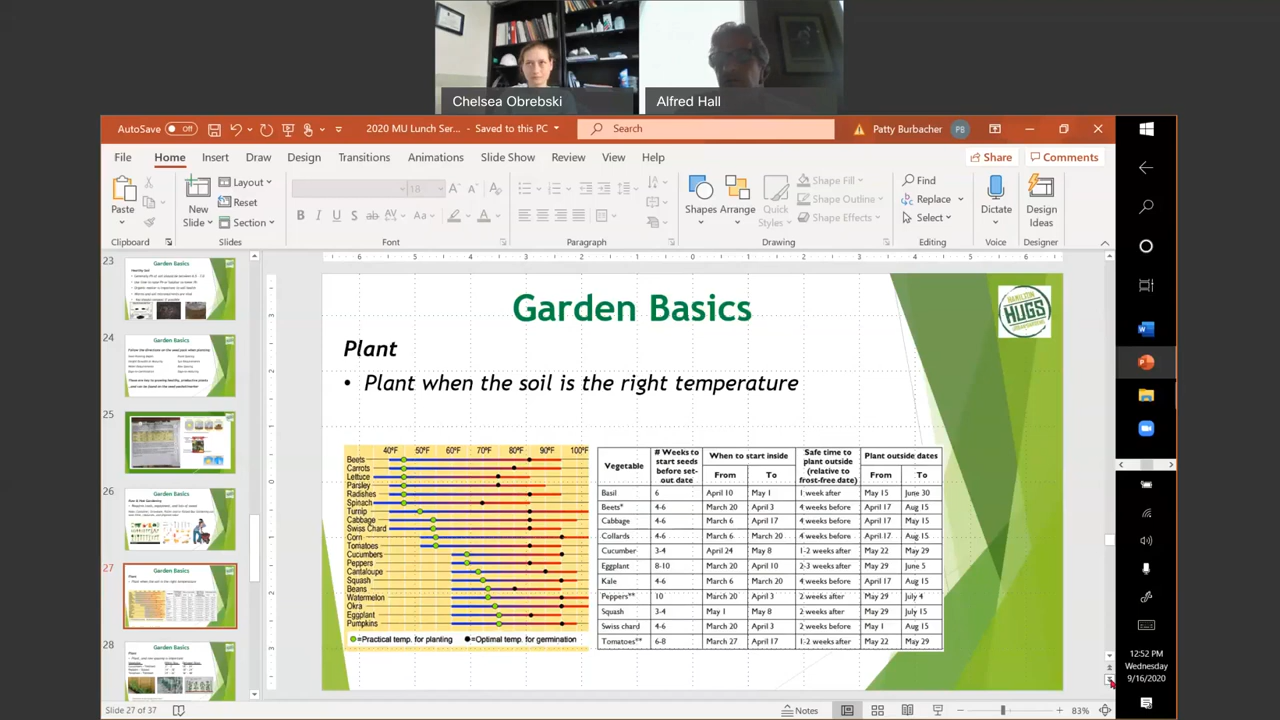 Chelsea Obrebski
Alfred Hall
AutoSave Off
2020 MU Lunch Ser... - Saved to this PC
Search
Patty Burbacher PB
File Home Insert Draw Design Transitions Animations Slide Show Review View Help
Share Comments
Paste
New Slide
Layout
Reset
Section
18
Shapes Arrange Quick Styles
Shape Fill
Shape Outline
Shape Effects
Find
Replace
Select
Dictate
Design Ideas
Clipboard Slides Font Paragraph Drawing Editing Voice Designer
23
Garden Basics
24
Garden Basics
25
26
Garden Basics
27
Garden Basics
28
Garden Basics
Garden Basics
HAMILTON HUGS URBAN GARDENS
Plant
• Plant when the soil is the right temperature
40°F 50°F 60°F 70°F 80°F 90°F 100°F
Beets
Carrots
Lettuce
Parsley
Radishes
Spinach
Turnip
Cabbage
Swiss Chard
Corn
Tomatoes
Cucumbers
Peppers
Cantaloupe
Squash
Beans
Watermelon
Okra
Eggplant
Pumpkins
=Practical temp. for planting =Optimal temp. for germination
Vegetable # Weeks to start seeds before set-out date When to start inside Safe time to plant outside (relative to frost-free date) Plant outside dates
From To From To
Basil 6 April 10 May 1 1 week after May 15 June 30
Beets* 4-6 March 20 April 3 4 weeks before April 17 Aug 15
Cabbage 4-6 March 6 April 17 4 weeks before April 17 May 15
Collards 4-6 March 6 March 20 4 weeks before April 17 Aug 15
Cucumber 3-4 April 24 May 8 1-2 weeks after May 22 May 29
Eggplant 8-10 March 20 April 10 2-3 weeks after May 29 June 5
Kale 4-6 March 6 March 20 4 weeks before April 17 Aug 15
Peppers** 10 March 20 April 3 2 weeks after May 29 July 4
Squash 3-4 May 1 May 8 2 weeks after May 29 July 15
Swiss chard 4-6 March 20 April 3 2 weeks before May 1 Aug 15
Tomatoes** 6-8 March 27 April 17 1-2 weeks after May 22 May 29
12:52 PM
Wednesday
9/16/2020
Slide 27 of 37
Notes
83%